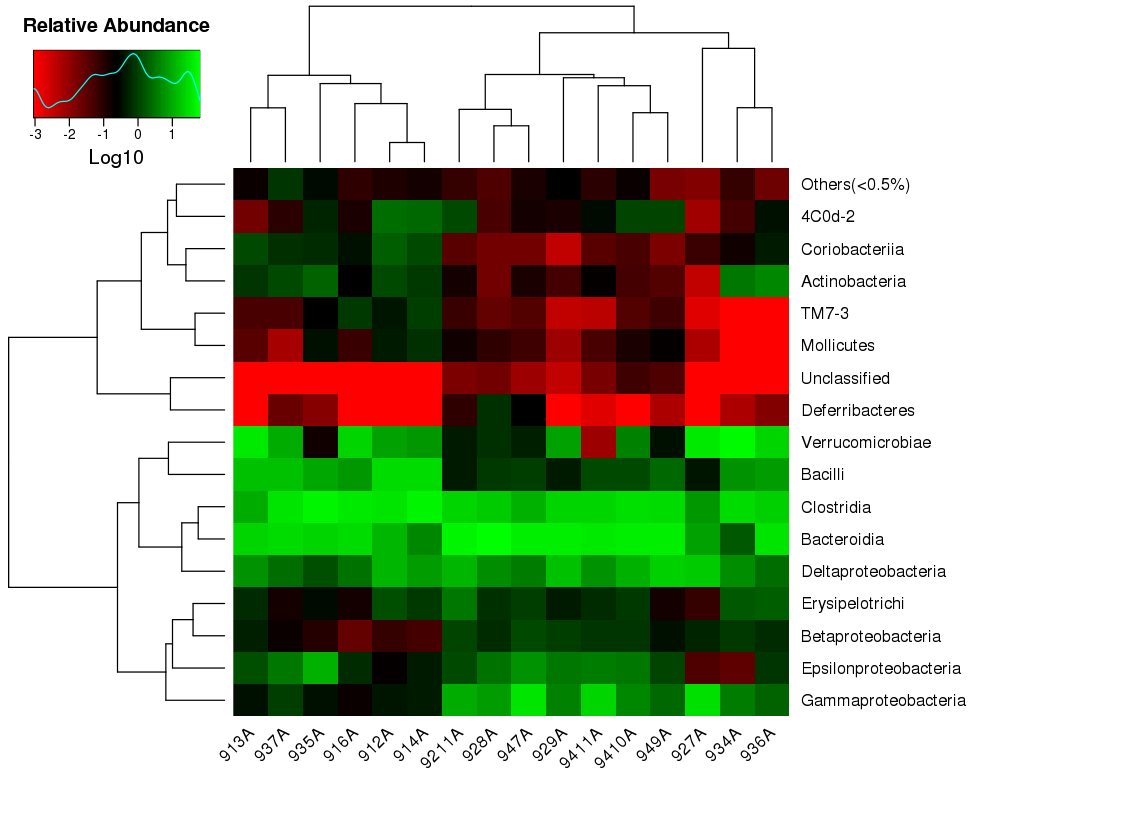 Relative Abundance
-3 -2 -1 0 1
Log10
Others(<0.5%)
4C0d-2
Coriobacteriia
Actinobacteria
TM7-3
Mollicutes
Unclassified
Deferribacteres
Verrucomicrobiae
Bacilli
Clostridia
Bacteroidia
Deltaproteobacteria
Erysipelotrichi
Betaproteobacteria
Epsilonproteobacteria
Gammaproteobacteria
913A 937A 935A 916A 912A 914A 9211A 928A 947A 929A 9411A 9410A 949A 927A 934A 936A